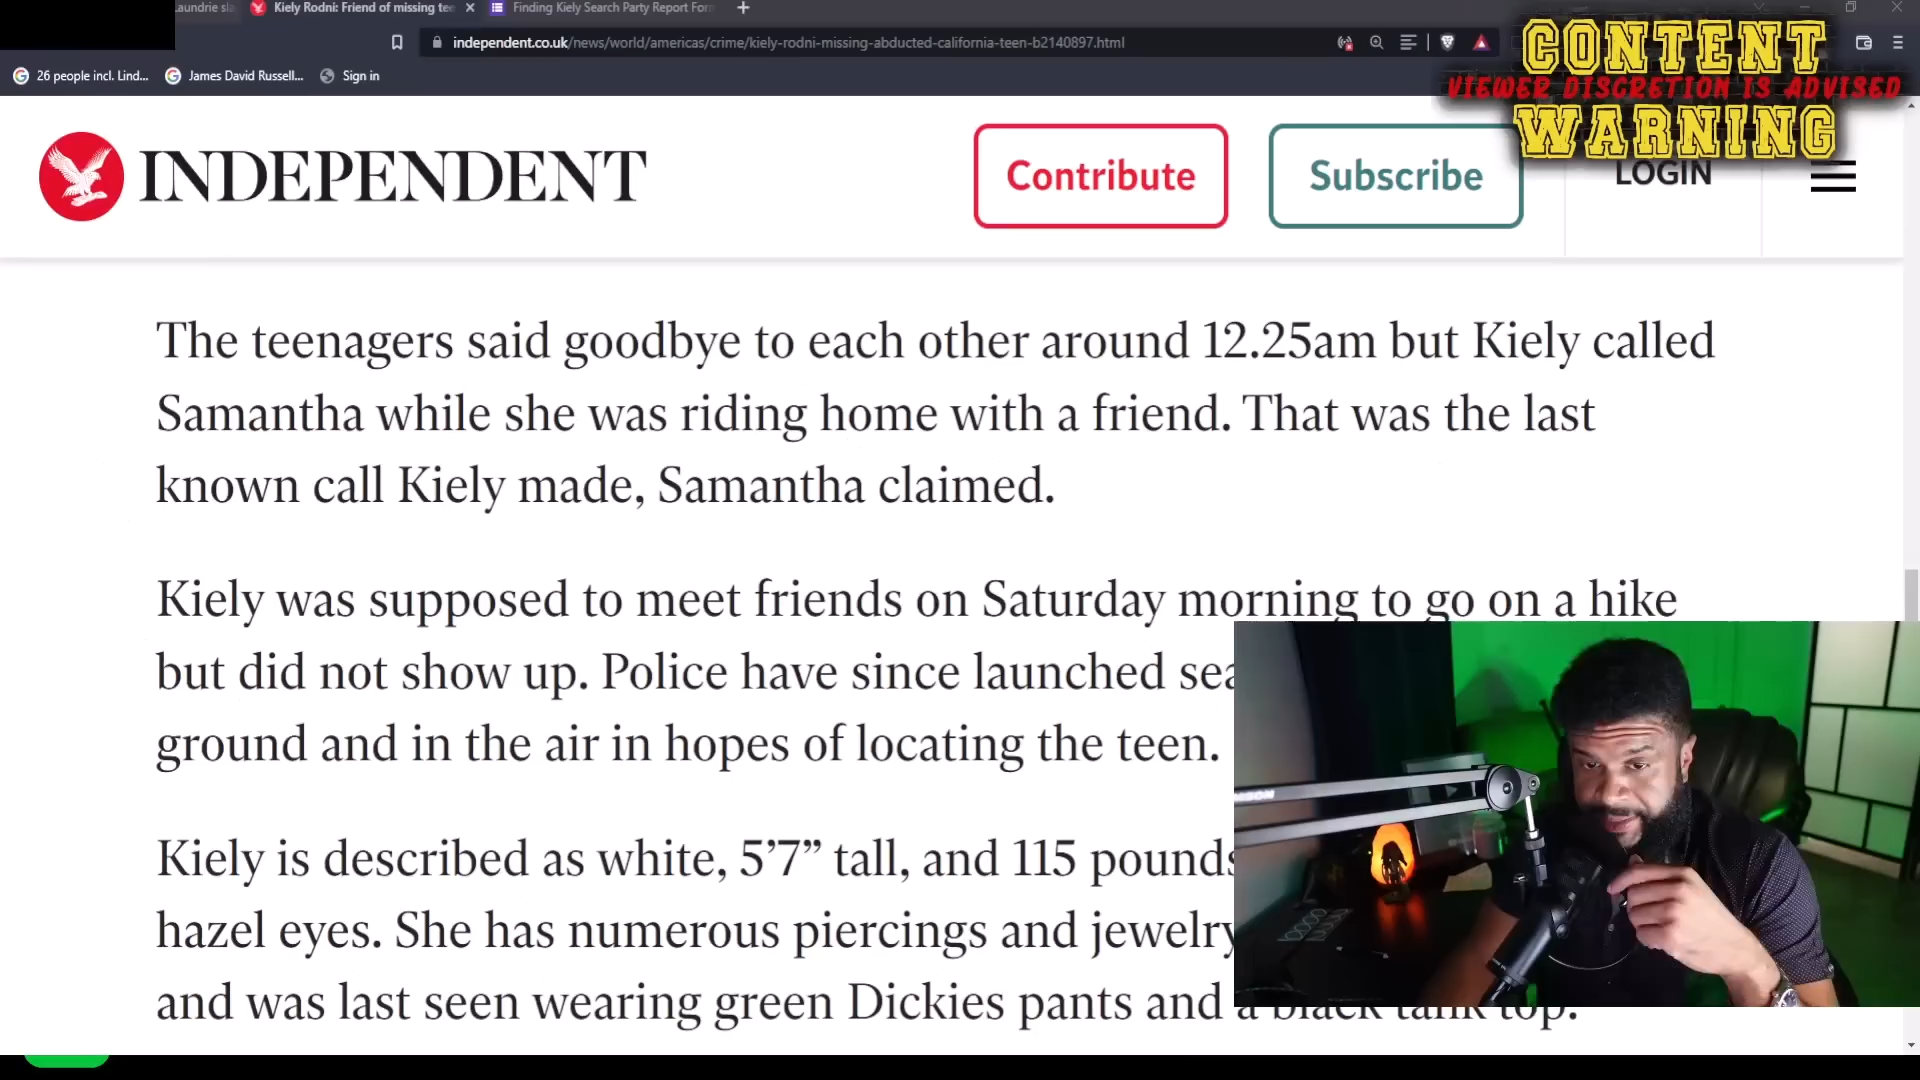 Laundrie sla
Kiely Rodni: Friend of missing tee
Finding Kiely Search Party Report Form
independent.co.uk/news/world/americas/crime/kiely-rodni-missing-abducted-california-teen-b2140897.html
26 people incl. Lind...
James David Russell...
Sign in
CONTENT
VIEWER DISCRETION IS ADVISED
WARNING
INDEPENDENT
Contribute
Subscribe
LOGIN
The teenagers said goodbye to each other around 12.25am but Kiely called
Samantha while she was riding home with a friend. That was the last
known call Kiely made, Samantha claimed.
Kiely was supposed to meet friends on Saturday morning to go on a hike
but did not show up. Police have since launched sea
ground and in the air in hopes of locating the teen.
Kiely is described as white, 5’7” tall, and 115 pounds
hazel eyes. She has numerous piercings and jewelry
and was last seen wearing green Dickies pants and a black tank top.